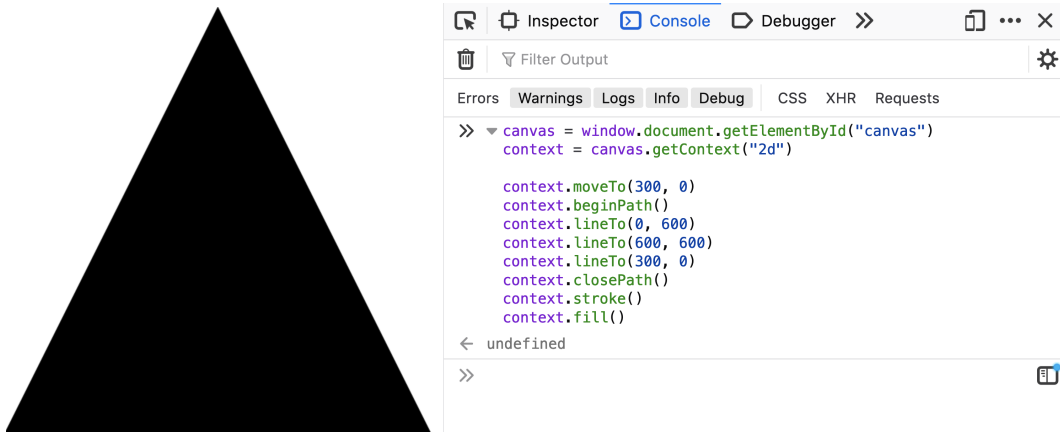 Inspector Console Debugger
Filter Output
Errors Warnings Logs Info Debug CSS XHR Requests
canvas = window.document.getElementById("canvas")
context = canvas.getContext("2d")
context.moveTo(300, 0)
context.beginPath()
context.lineTo(0, 600)
context.lineTo(600, 600)
context.lineTo(300, 0)
context.closePath()
context.stroke()
context.fill()
undefined